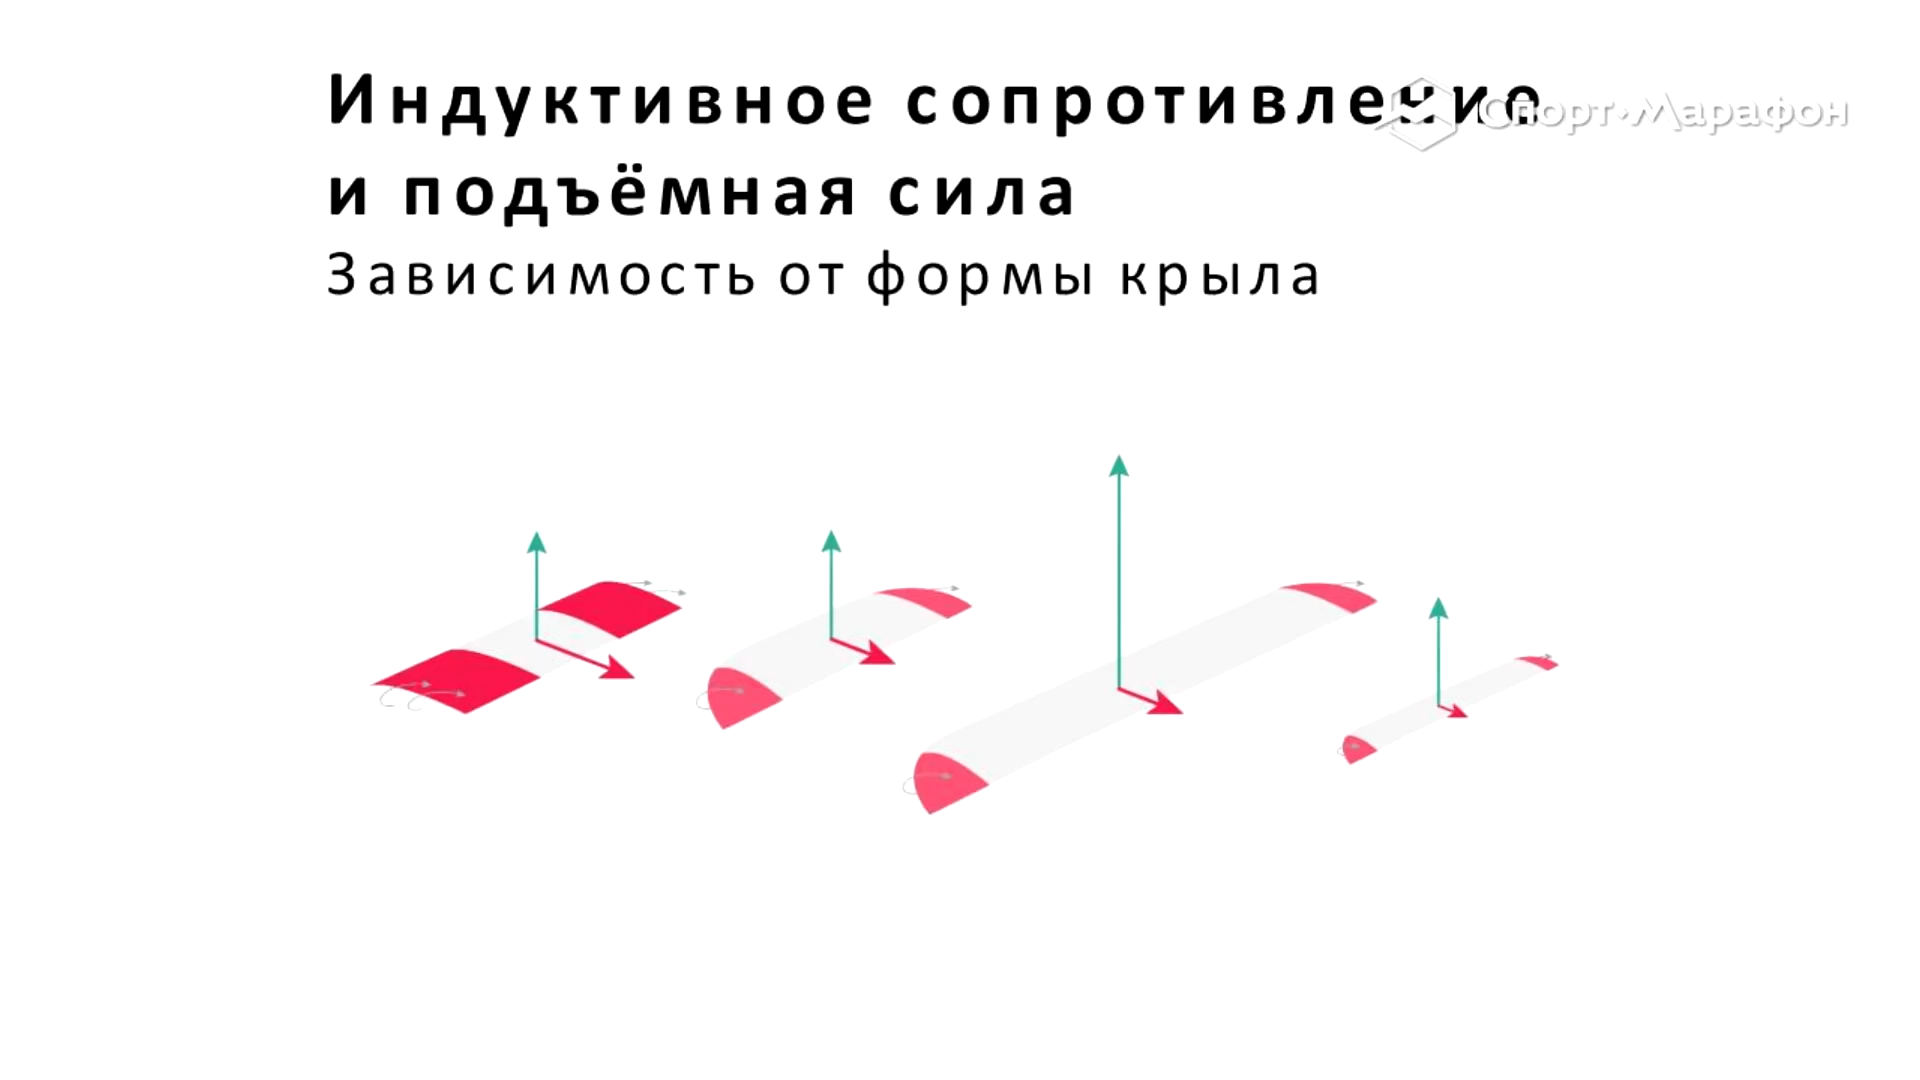 Индуктивное сопротивление
и подъёмная сила
Зависимость от формы крыла
Спорт·Марафон